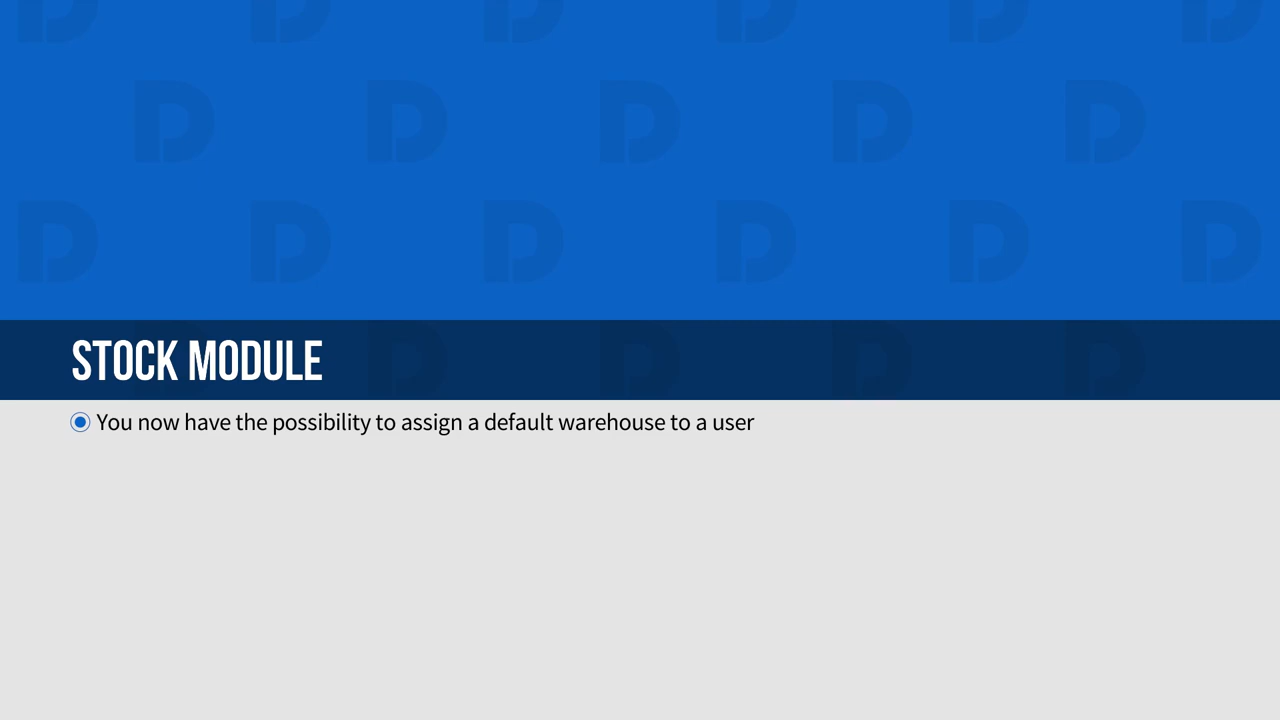 STOCK MODULE
You now have the possibility to assign a default warehouse to a user